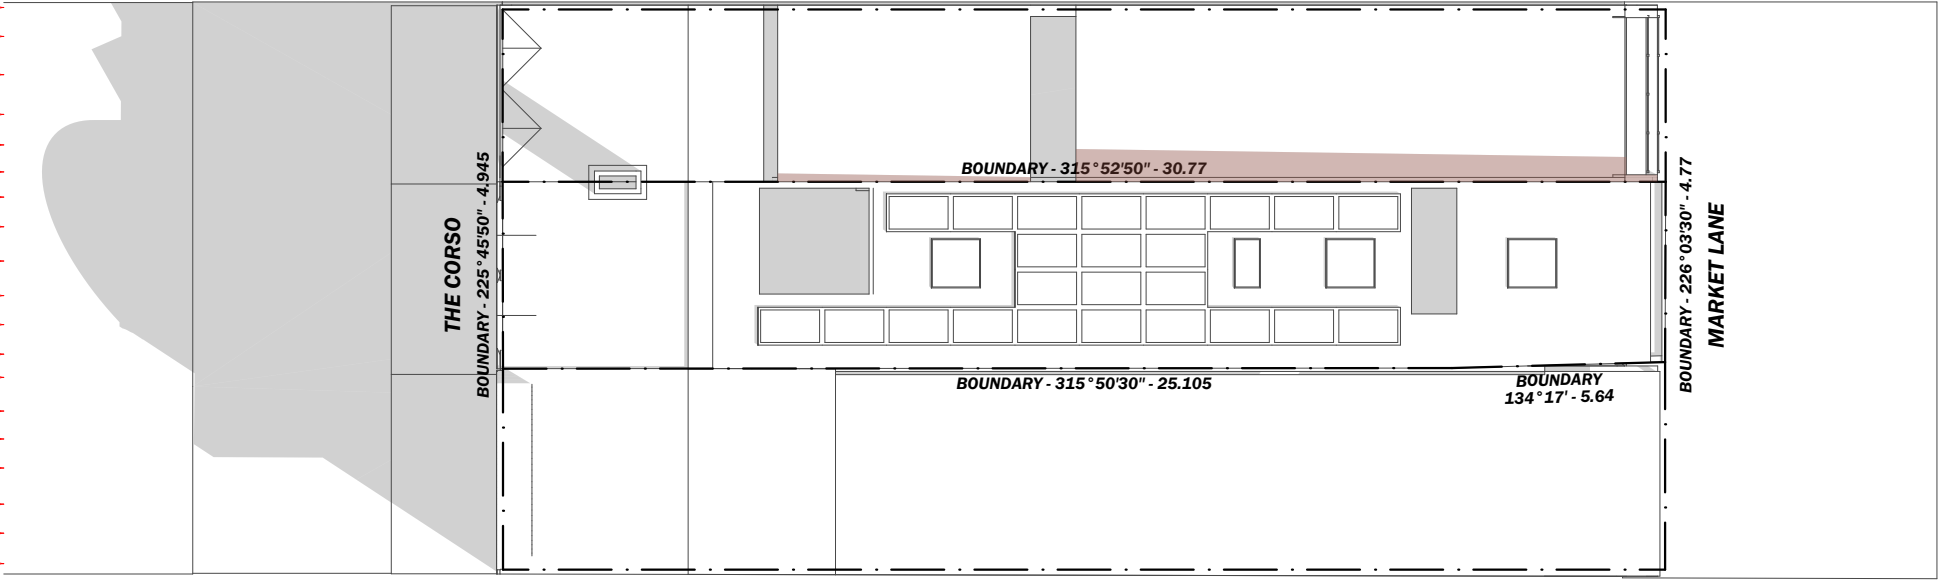 BOUNDARY - 315°52'50" - 30.77
THE CORSO
BOUNDARY - 225°45'50" - 4.945
BOUNDARY - 226°03'30" - 4.77
MARKET LANE
BOUNDARY - 315°50'30" - 25.105
BOUNDARY
134°17' - 5.64